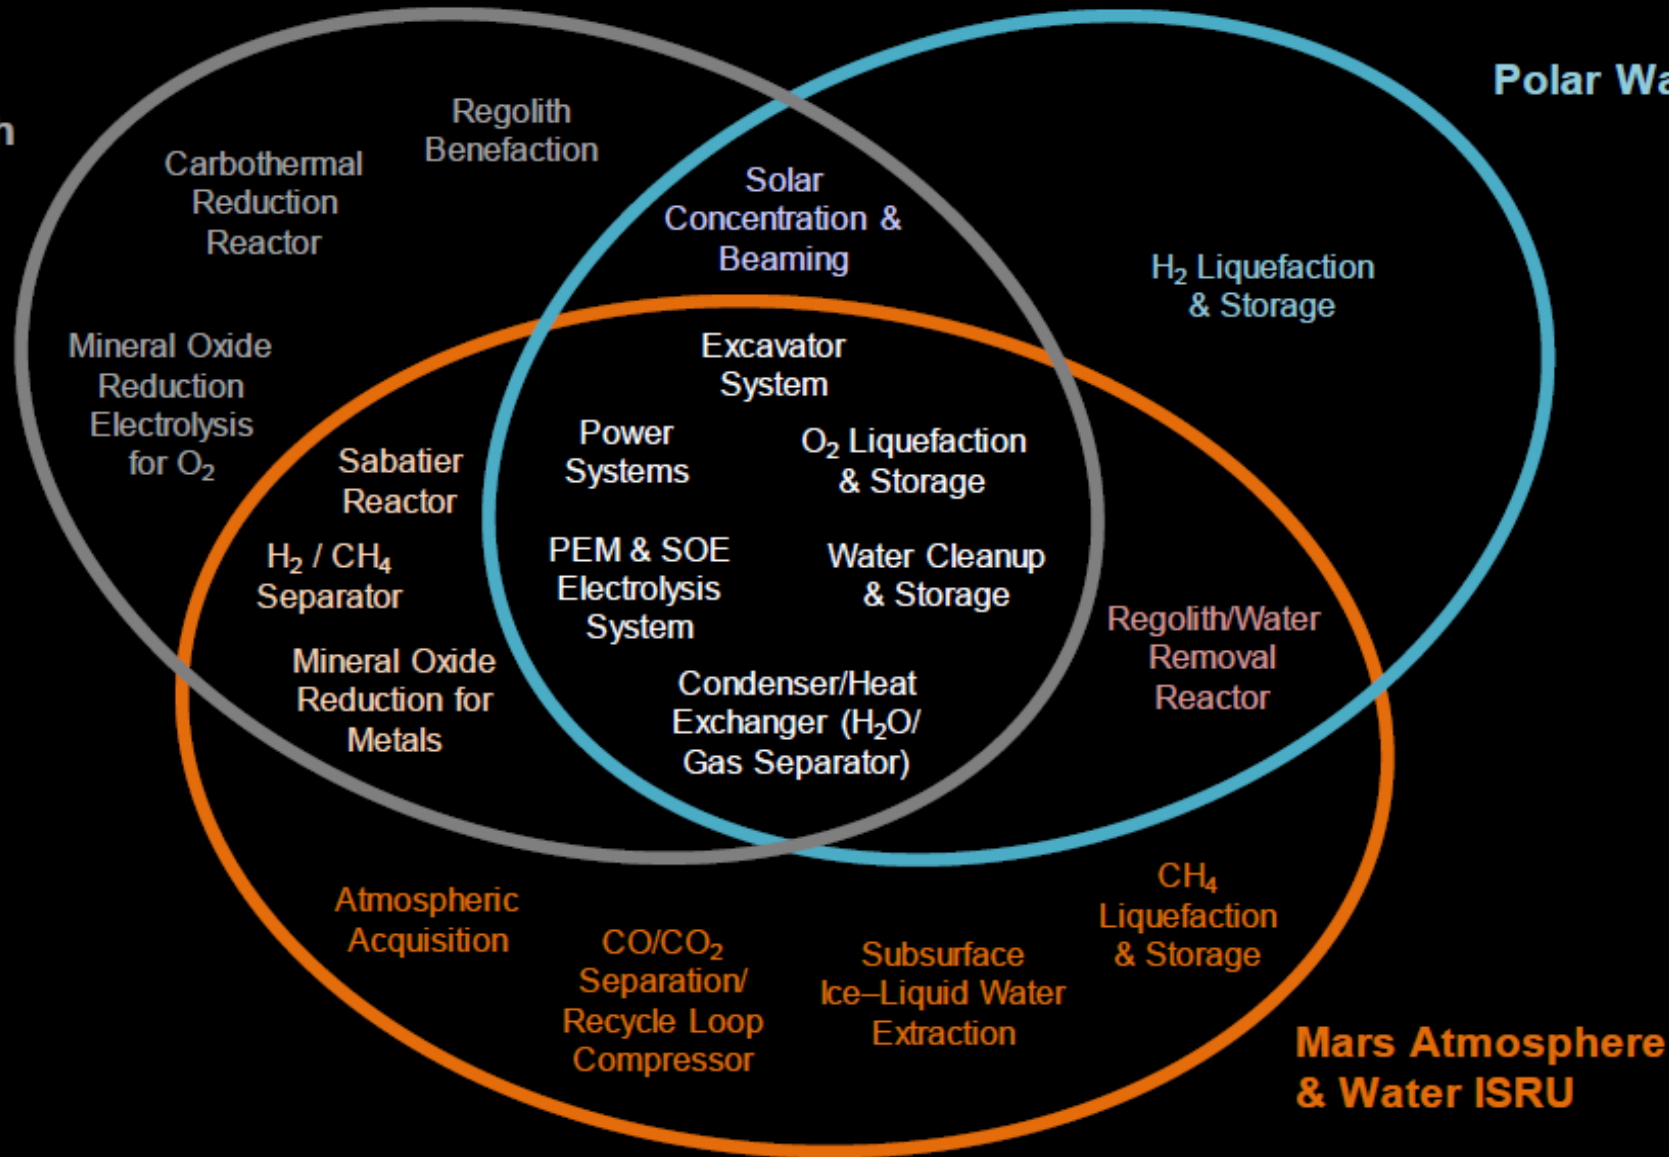 Polar Wa
n
Regolith
Benefaction
Carbothermal
Reduction
Reactor
Solar
Concentration &
Beaming
H₂ Liquefaction
& Storage
Mineral Oxide
Reduction
Electrolysis
for O₂
Excavator
System
Power
Systems
O₂ Liquefaction
& Storage
Sabatier
Reactor
H₂ / CH₄
Separator
PEM & SOE
Electrolysis
System
Water Cleanup
& Storage
Mineral Oxide
Reduction for
Metals
Condenser/Heat
Exchanger (H₂O/
Gas Separator)
Regolith/Water
Removal
Reactor
Atmospheric
Acquisition
CO/CO₂
Separation/
Recycle Loop
Compressor
Subsurface
Ice–Liquid Water
Extraction
CH₄
Liquefaction
& Storage
Mars Atmosphere
& Water ISRU